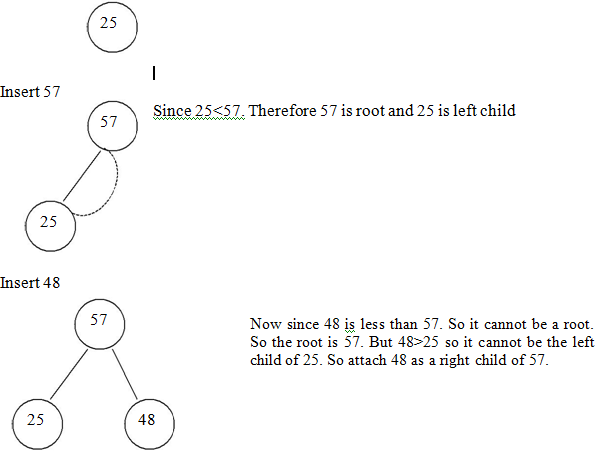 25
Insert 57
Since 25<57. Therefore 57 is root and 25 is left child
57
25
Insert 48
57
Now since 48 is less than 57. So it cannot be a root.
So the root is 57. But 48>25 so it cannot be the left
child of 25. So attach 48 as a right child of 57.
25
48